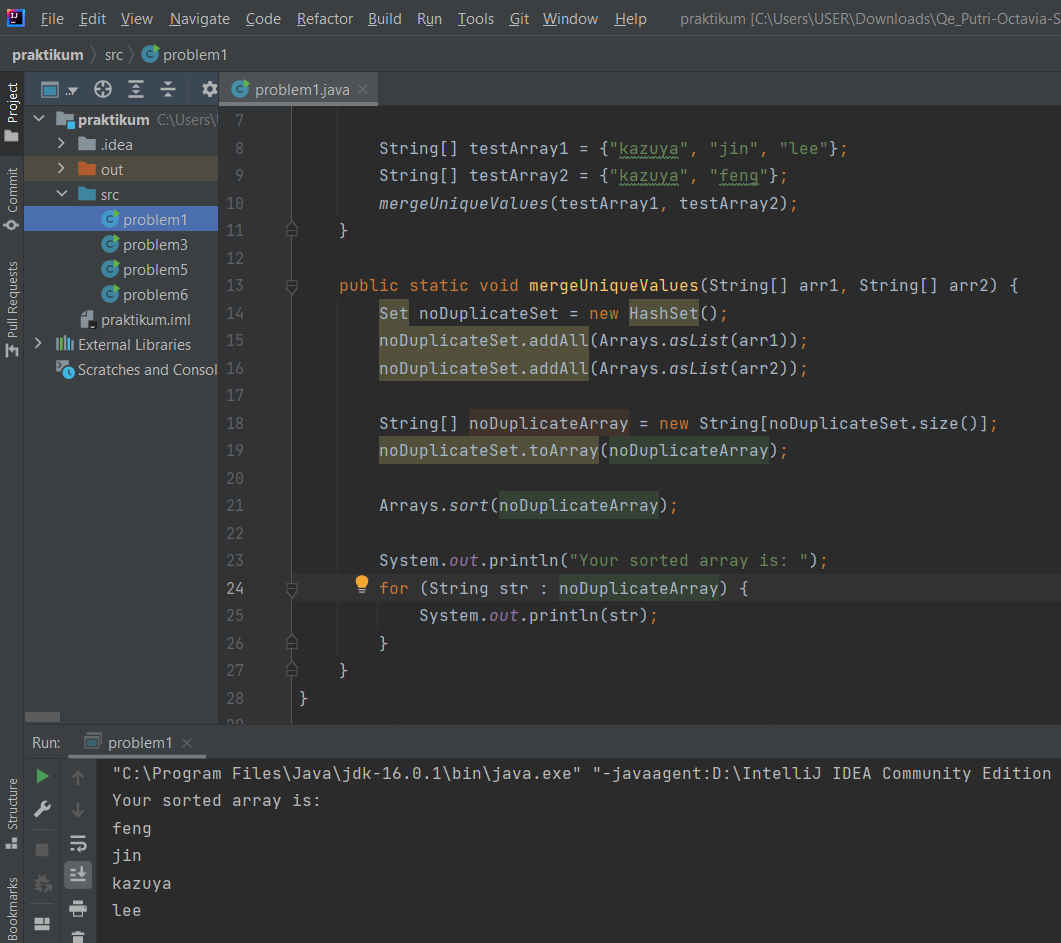 File Edit View Navigate Code Refactor Build Run Tools Git Window Help praktikum [C:\Users\USER\Downloads\Qe_Putri-Octavia-S
praktikum src problem1
problem1.java
Project
Commit
Pull Requests
Structure
Bookmarks
praktikum C:\Users\
.idea
out
src
problem1
problem3
problem5
problem6
praktikum.iml
External Libraries
Scratches and Consol
7
8 String[] testArray1 = {"kazuya", "jin", "lee"};
9 String[] testArray2 = {"kazuya", "feng"};
10 mergeUniqueValues(testArray1, testArray2);
11 }
12
13 public static void mergeUniqueValues(String[] arr1, String[] arr2) {
14 Set noDuplicateSet = new HashSet();
15 noDuplicateSet.addAll(Arrays.asList(arr1));
16 noDuplicateSet.addAll(Arrays.asList(arr2));
17
18 String[] noDuplicateArray = new String[noDuplicateSet.size()];
19 noDuplicateSet.toArray(noDuplicateArray);
20
21 Arrays.sort(noDuplicateArray);
22
23 System.out.println("Your sorted array is: ");
24 for (String str : noDuplicateArray) {
25 System.out.println(str);
26 }
27 }
28 }
Run: problem1
"C:\Program Files\Java\jdk-16.0.1\bin\java.exe" "-javaagent:D:\IntelliJ IDEA Community Edition
Your sorted array is:
feng
jin
kazuya
lee